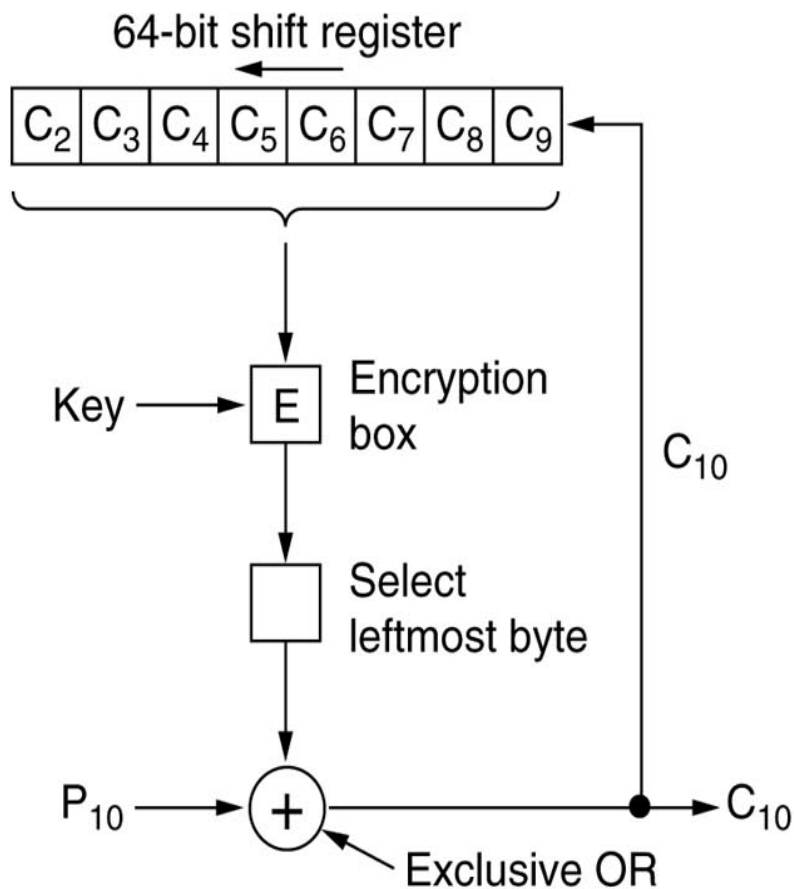 64-bit shift register
C₂ C₃ C₄ C₅ C₆ C₇ C₈ C₉
Key
E
Encryption
box
C₁₀
Select
leftmost byte
P₁₀
+
C₁₀
Exclusive OR